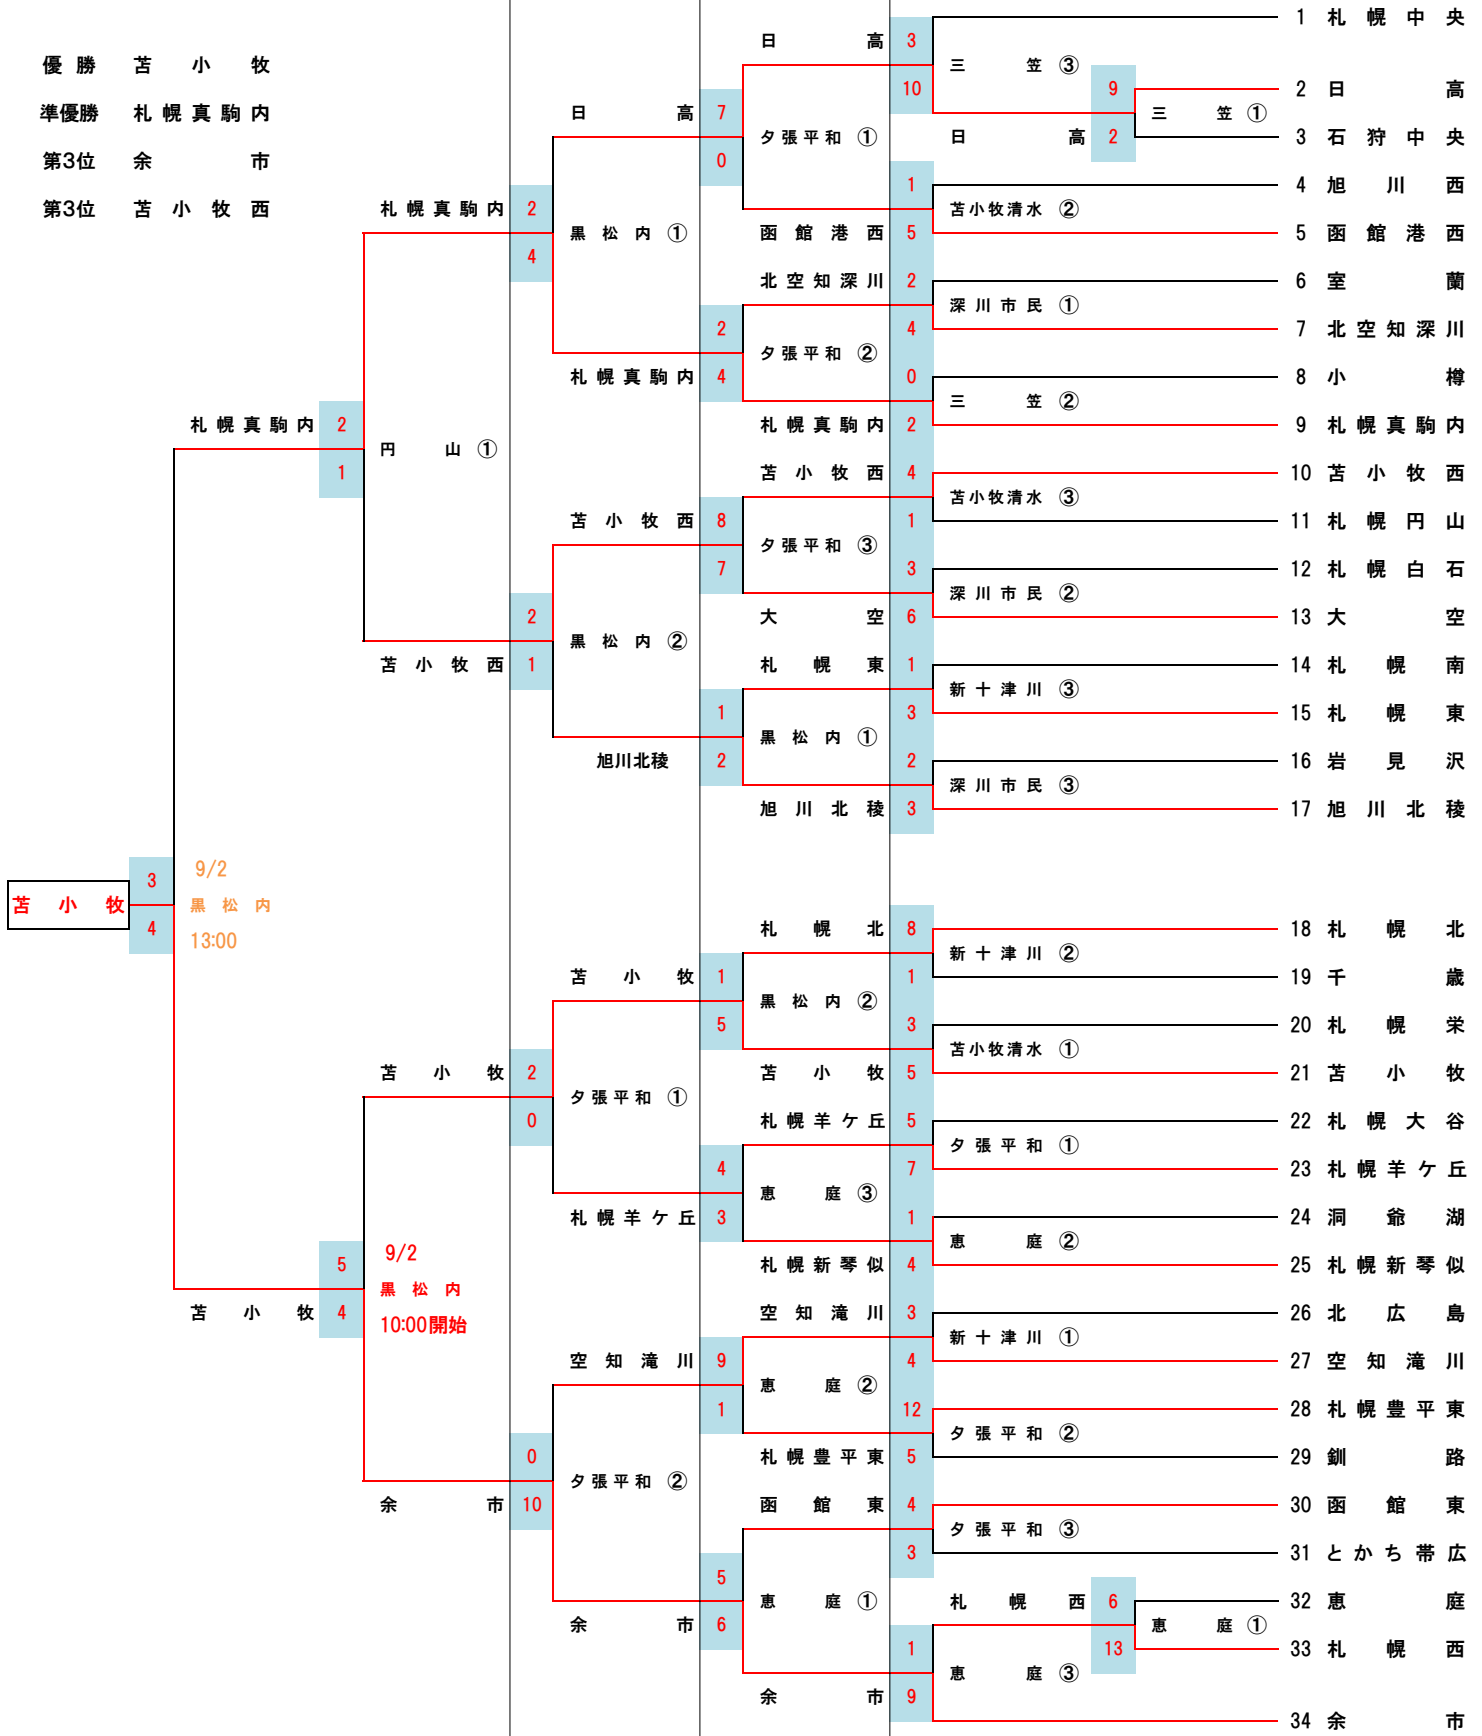 優勝 苫小牧
準優勝 札幌真駒内
第3位 余市
第3位 苫小牧西
苫小牧
3
4
9/2
黒松内
13:00
札幌真駒内
2
1
苫小牧
5
4
9/2
黒松内
10:00開始
札幌真駒内
2
4
円山 ①
苫小牧西
2
1
苫小牧
2
0
余市
0
10
日高
7
0
黒松内 ①
札幌真駒内
2
4
苫小牧西
8
7
黒松内 ②
旭川北稜
1
2
苫小牧
1
5
夕張平和 ①
札幌羊ケ丘
4
3
空知滝川
9
1
夕張平和 ②
余市
5
6
日高
3
10
夕張平和 ①
函館港西
1
5
北空知深川
2
4
夕張平和 ②
札幌真駒内
0
2
苫小牧西
4
1
夕張平和 ③
大空
3
6
札幌東
1
3
黒松内 ①
旭川北稜
2
3
札幌北
8
1
黒松内 ②
苫小牧
3
5
札幌羊ケ丘
5
7
恵庭 ③
札幌新琴似
1
4
空知滝川
3
4
恵庭 ②
札幌豊平東
12
5
函館東
4
3
恵庭 ①
余市
1
9
三笠 ③
日高
9
2
三笠 ①
苫小牧清水 ②
深川市民 ①
三笠 ②
苫小牧清水 ③
深川市民 ②
新十津川 ③
深川市民 ③
新十津川 ②
苫小牧清水 ①
夕張平和 ①
恵庭 ②
新十津川 ①
夕張平和 ②
夕張平和 ③
札幌西
6
13
恵庭 ①
恵庭 ③
1 札幌中央
2 日高
3 石狩中央
4 旭川西
5 函館港西
6 室蘭
7 北空知深川
8 小樽
9 札幌真駒内
10 苫小牧西
11 札幌円山
12 札幌白石
13 大空
14 札幌南
15 札幌東
16 岩見沢
17 旭川北稜
18 札幌北
19 千歳
20 札幌栄
21 苫小牧
22 札幌大谷
23 札幌羊ケ丘
24 洞爺湖
25 札幌新琴似
26 北広島
27 空知滝川
28 札幌豊平東
29 釧路
30 函館東
31 とかち帯広
32 恵庭
33 札幌西
34 余市